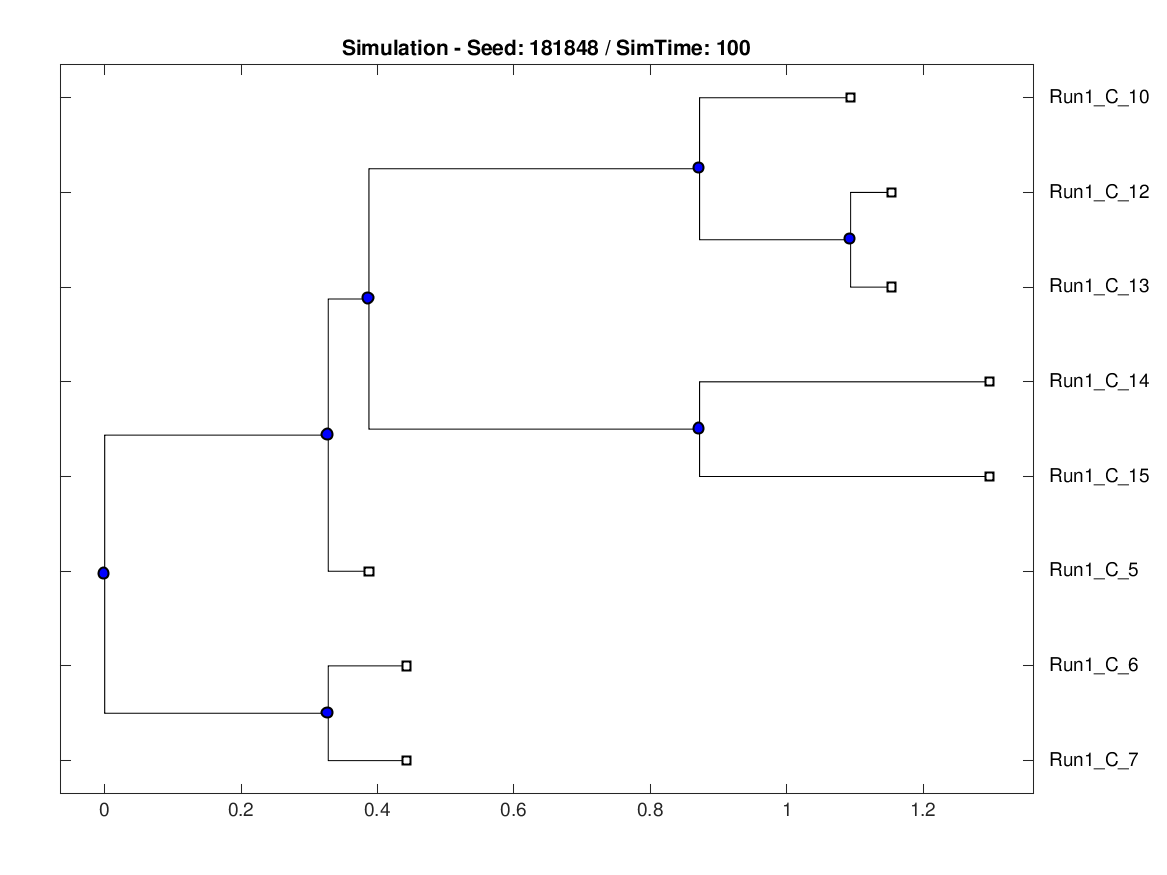 Simulation - Seed: 181848 / SimTime: 100
Run1_C_10
Run1_C_12
Run1_C_13
Run1_C_14
Run1_C_15
Run1_C_5
Run1_C_6
Run1_C_7
0 0.2 0.4 0.6 0.8 1 1.2